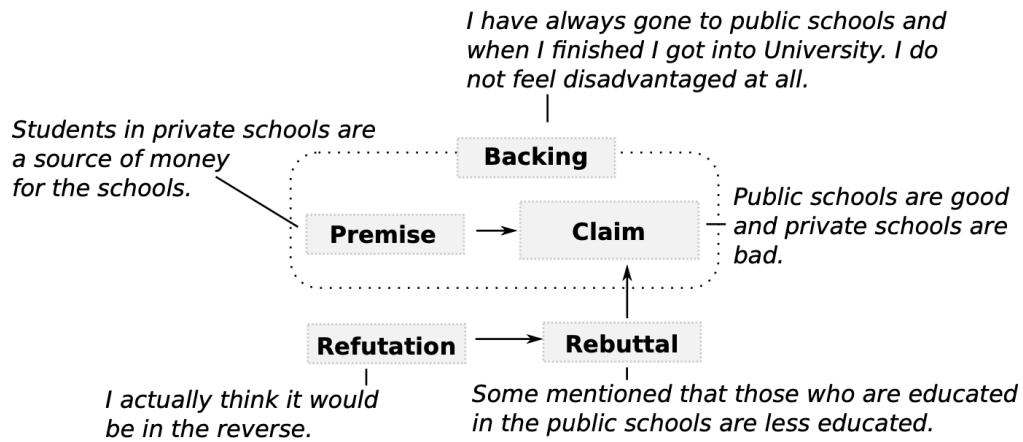 I have always gone to public schools and
when I finished I got into University. I do
not feel disadvantaged at all.
Students in private schools are
a source of money
for the schools.
Backing
Premise
Claim
Public schools are good
and private schools are
bad.
Refutation
Rebuttal
I actually think it would
be in the reverse.
Some mentioned that those who are educated
in the public schools are less educated.